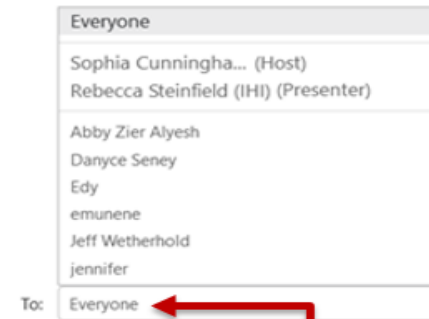 Everyone
Sophia Cunningha... (Host)
Rebecca Steinfield (IHI) (Presenter)
Abby Zier Alyesh
Danyce Seney
Edy
emunene
Jeff Wetherhold
jennifer
To: Everyone